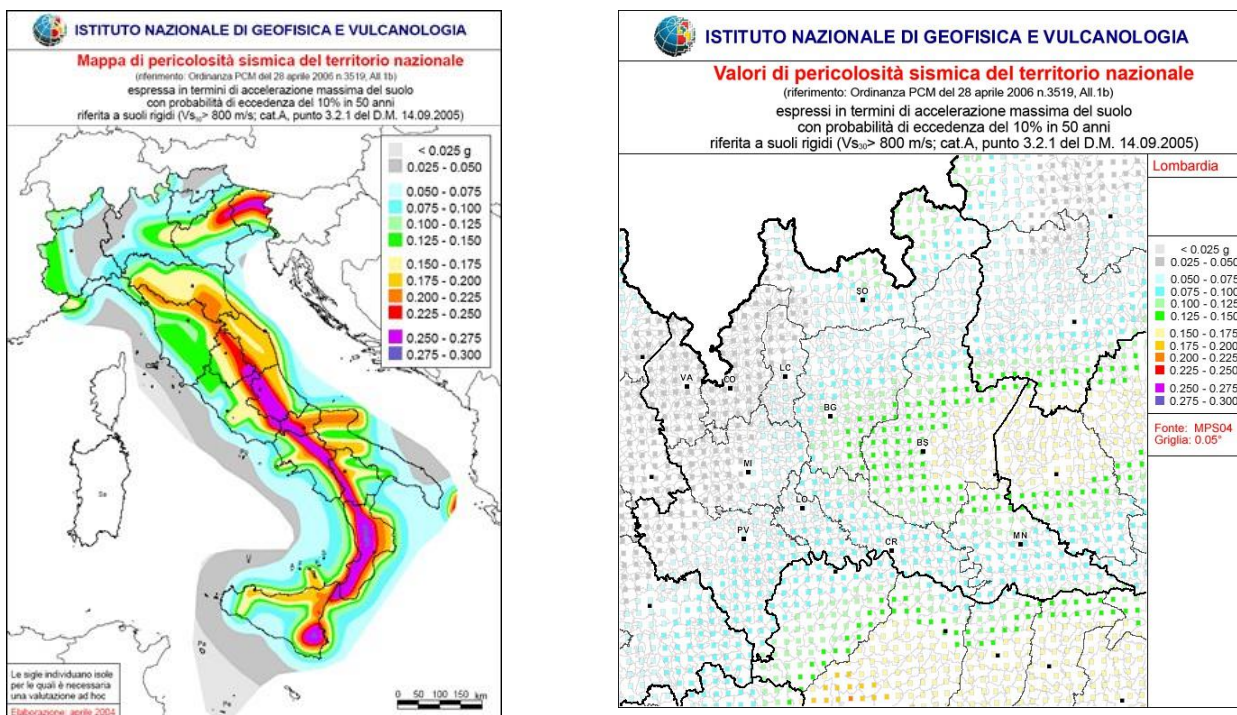 ISTITUTO NAZIONALE DI GEOFISICA E VULCANOLOGIA
Mappa di pericolosità sismica del territorio nazionale
(riferimento: Ordinanza PCM del 28 aprile 2006 n.3519, All.1b)
espressa in termini di accelerazione massima del suolo
con probabilità di eccedenza del 10% in 50 anni
riferita a suoli rigidi (Vs₃₀> 800 m/s; cat.A, punto 3.2.1 del D.M. 14.09.2005)
< 0.025 g
0.025 - 0.050
0.050 - 0.075
0.075 - 0.100
0.100 - 0.125
0.125 - 0.150
0.150 - 0.175
0.175 - 0.200
0.200 - 0.225
0.225 - 0.250
0.250 - 0.275
0.275 - 0.300
Sa
Pa
Pe
Le sigle individuano isole
per le quali è necessaria
una valutazione ad hoc
Elaborazione: aprile 2004
0 50 100 150 km
ISTITUTO NAZIONALE DI GEOFISICA E VULCANOLOGIA
Valori di pericolosità sismica del territorio nazionale
(riferimento: Ordinanza PCM del 28 aprile 2006 n.3519, All.1b)
espressi in termini di accelerazione massima del suolo
con probabilità di eccedenza del 10% in 50 anni
riferita a suoli rigidi (Vs₃₀> 800 m/s; cat.A, punto 3.2.1 del D.M. 14.09.2005)
Lombardia
< 0.025 g
0.025 - 0.050
0.050 - 0.075
0.075 - 0.100
0.100 - 0.125
0.125 - 0.150
0.150 - 0.175
0.175 - 0.200
0.200 - 0.225
0.225 - 0.250
0.250 - 0.275
0.275 - 0.300
Fonte: MPS04
Griglia: 0.05°
SO
VA
CO
LC
BG
BS
MI
LO
PV
CR
MN